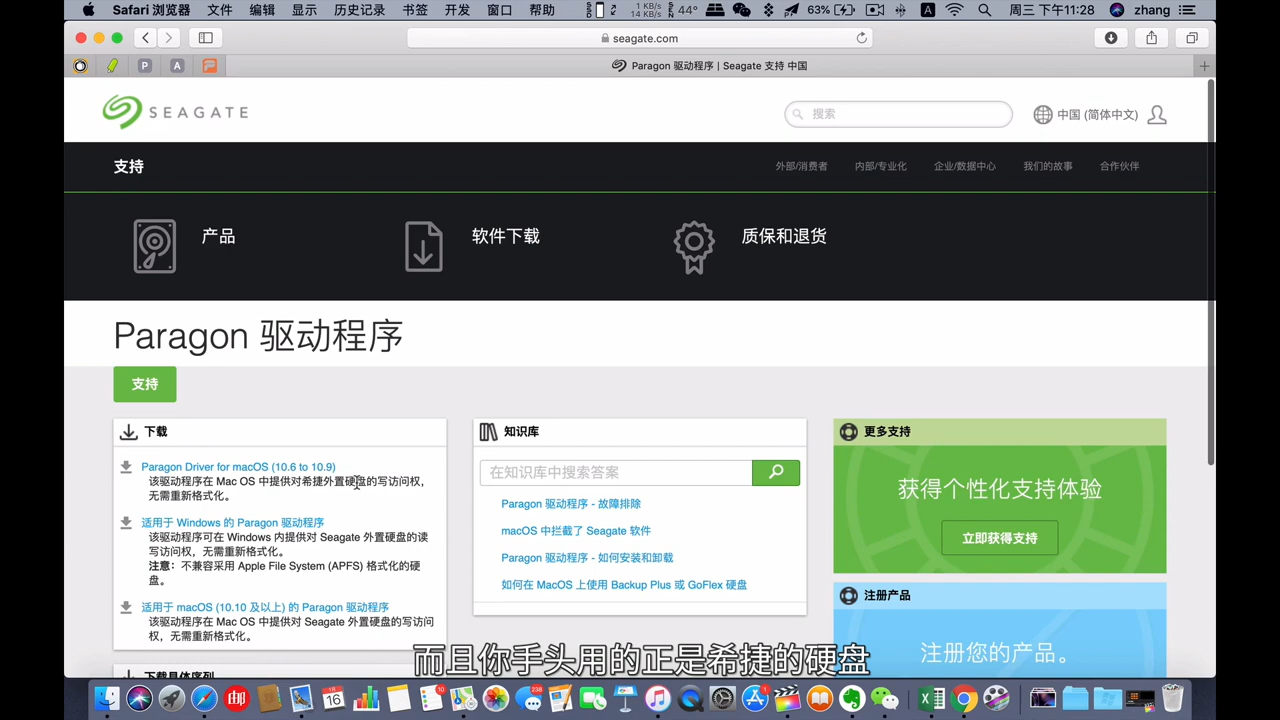 Safari 浏览器 文件 编辑 显示 历史记录 书签 开发 窗口 帮助 1 KB/s 14 KB/s 44° 63% A 周三 下午11:28 zhang
seagate.com
P A Paragon 驱动程序 | Seagate 支持 中国
SEAGATE 搜索 中国 (简体中文)
支持 外部/消费者 内部/专业化 企业/数据中心 我们的故事 合作伙伴
产品 软件下载 质保和退货
Paragon 驱动程序
支持
下载
Paragon Driver for macOS (10.6 to 10.9)
该驱动程序在 Mac OS 中提供对希捷外置硬盘的写访问权，
无需重新格式化。
适用于 Windows 的 Paragon 驱动程序
该驱动程序可在 Windows 内提供对 Seagate 外置硬盘的读
写访问权，无需重新格式化。
注意：不兼容采用 Apple File System (APFS) 格式化的硬
盘。
适用于 macOS (10.10 及以上) 的 Paragon 驱动程序
该驱动程序在 Mac OS 中提供对 Seagate 外置硬盘的写访问
权，无需重新格式化。
下载具体序列
知识库
在知识库中搜索答案
Paragon 驱动程序 - 故障排除
macOS 中拦截了 Seagate 软件
Paragon 驱动程序 - 如何安装和卸载
如何在 MacOS 上使用 Backup Plus 或 GoFlex 硬盘
更多支持
获得个性化支持体验
立即获得支持
注册产品
注册您的产品。
而且你手头用的正是希捷的硬盘